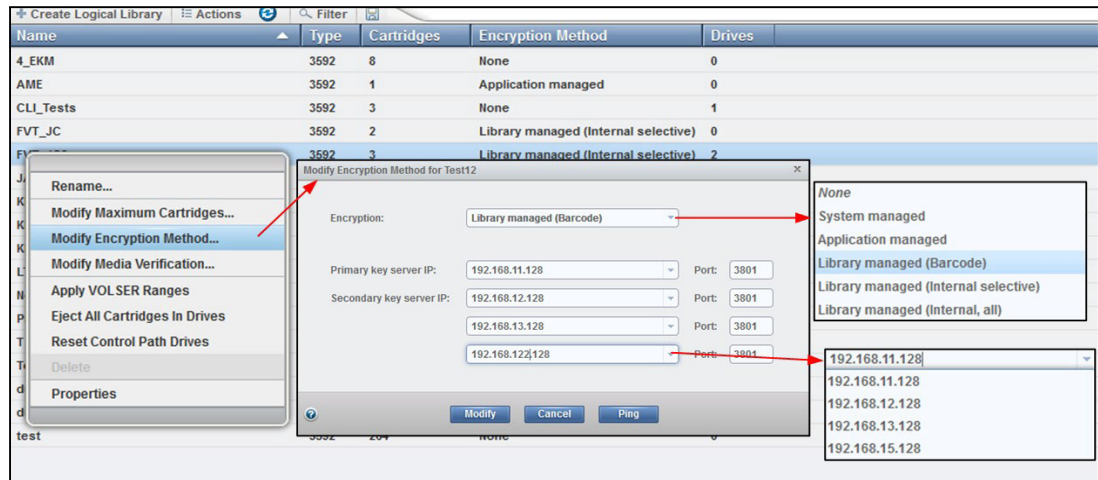 Create Logical Library Actions Filter
Name Type Cartridges Encryption Method Drives
4_EKM 3592 8 None 0
AME 3592 1 Application managed 0
CLI_Tests 3592 3 None 1
FVT_JC 3592 2 Library managed (Internal selective) 0
3592 3 Library managed (Internal selective) 2
Rename...
Modify Maximum Cartridges...
Modify Encryption Method...
Modify Media Verification...
Apply VOLSER Ranges
Eject All Cartridges In Drives
Reset Control Path Drives
Delete
Properties
test 3592 None
Modify Encryption Method for Test12 x
Encryption: Library managed (Barcode)
Primary key server IP: 192.168.11.128 Port: 3801
Secondary key server IP: 192.168.12.128 Port: 3801
192.168.13.128 Port: 3801
192.168.122.128 Port: 3801
Modify Cancel Ping
None
System managed
Application managed
Library managed (Barcode)
Library managed (Internal selective)
Library managed (Internal, all)
192.168.11.128
192.168.11.128
192.168.12.128
192.168.13.128
192.168.15.128